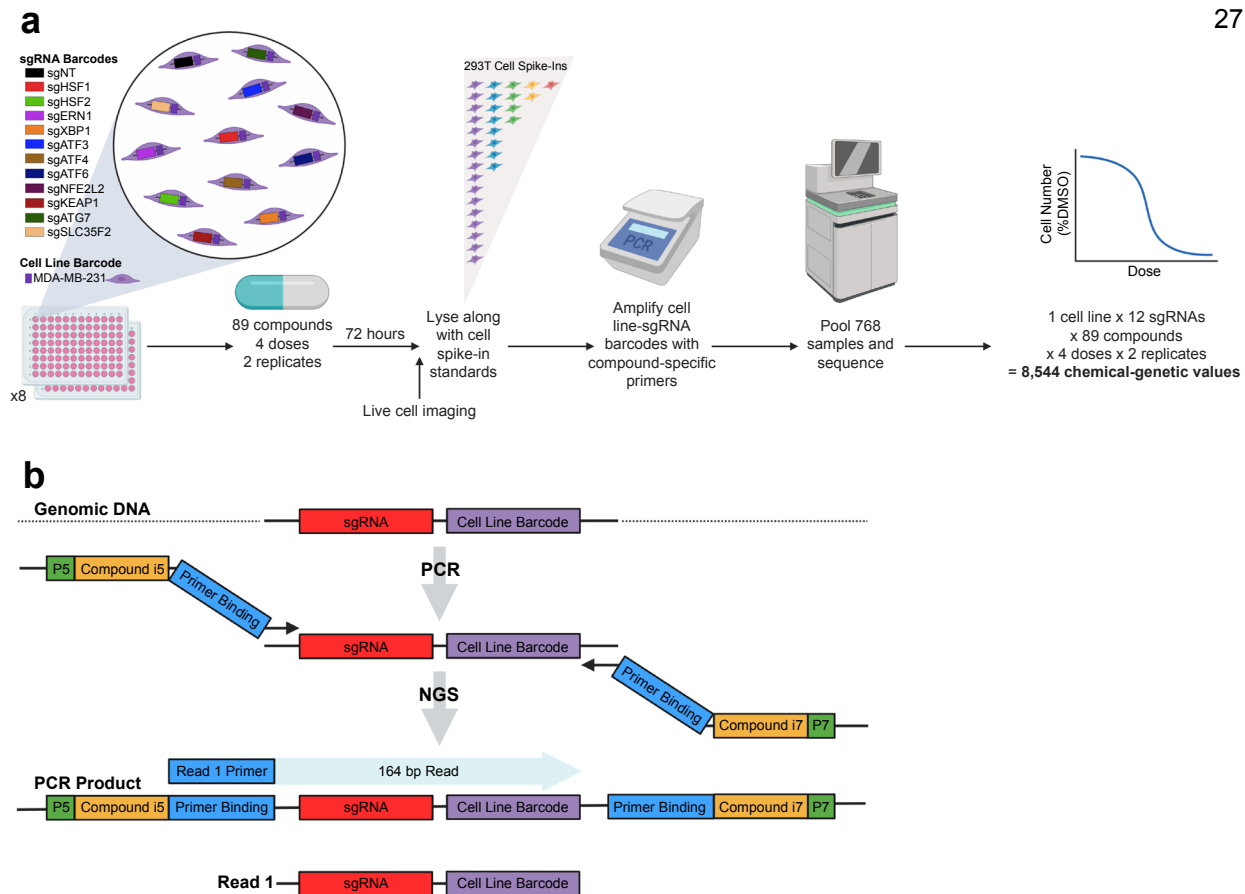 a
27
sgRNA Barcodes
sgNT
sgHSF1
sgHSF2
sgERN1
sgXBP1
sgATF3
sgATF4
sgATF6
sgNFE2L2
sgKEAP1
sgATG7
sgSLC35F2
Cell Line Barcode
MDA-MB-231
x8
89 compounds
4 doses
2 replicates
72 hours
293T Cell Spike-Ins
Lyse along
with cell
spike-in
standards
Live cell imaging
PCR
Amplify cell
line-sgRNA
barcodes with
compound-specific
primers
Pool 768
samples and
sequence
Cell Number
(%DMSO)
Dose
1 cell line x 12 sgRNAs
x 89 compounds
x 4 doses x 2 replicates
= 8,544 chemical-genetic values
b
Genomic DNA
sgRNA
Cell Line Barcode
P5
Compound i5
Primer Binding
PCR
sgRNA
Cell Line Barcode
Primer Binding
Compound i7
P7
NGS
Read 1 Primer
164 bp Read
PCR Product
P5
Compound i5
Primer Binding
sgRNA
Cell Line Barcode
Primer Binding
Compound i7
P7
Read 1
sgRNA
Cell Line Barcode